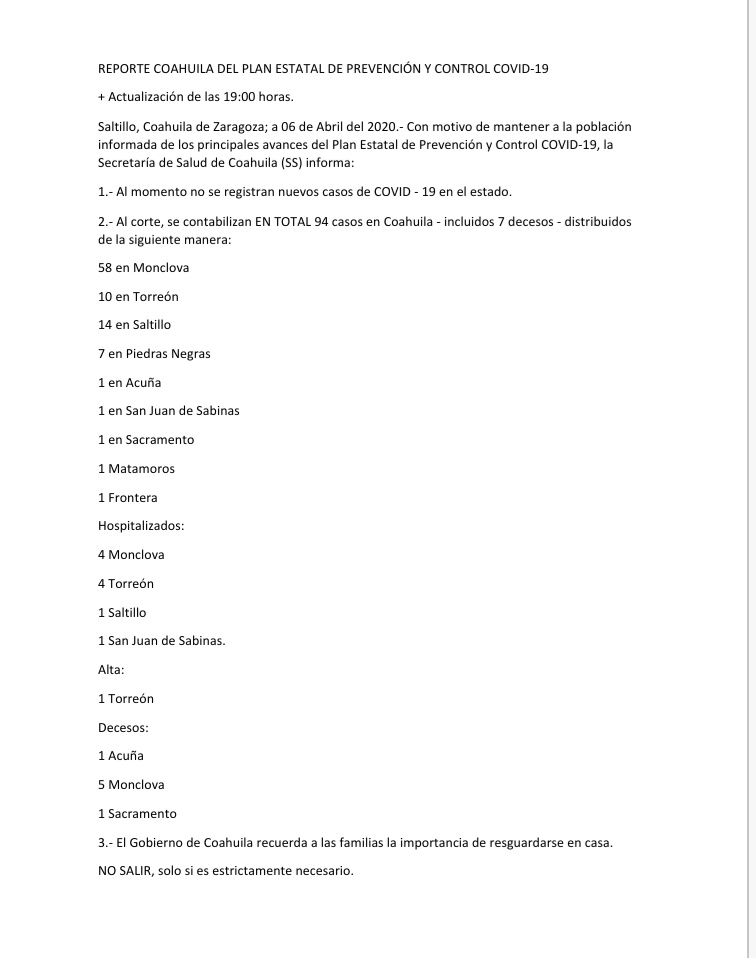 REPORTE COAHUILA DEL PLAN ESTATAL DE PREVENCIÓN Y CONTROL COVID-19
+ Actualización de las 19:00 horas.
Saltillo, Coahuila de Zaragoza; a 06 de Abril del 2020.- Con motivo de mantener a la población
informada de los principales avances del Plan Estatal de Prevención y Control COVID-19, la
Secretaría de Salud de Coahuila (SS) informa:
1.- Al momento no se registran nuevos casos de COVID - 19 en el estado.
2.- Al corte, se contabilizan EN TOTAL 94 casos en Coahuila - incluidos 7 decesos - distribuidos
de la siguiente manera:
58 en Monclova
10 en Torreón
14 en Saltillo
7 en Piedras Negras
1 en Acuña
1 en San Juan de Sabinas
1 en Sacramento
1 Matamoros
1 Frontera
Hospitalizados:
4 Monclova
4 Torreón
1 Saltillo
1 San Juan de Sabinas.
Alta:
1 Torreón
Decesos:
1 Acuña
5 Monclova
1 Sacramento
3.- El Gobierno de Coahuila recuerda a las familias la importancia de resguardarse en casa.
NO SALIR, solo si es estrictamente necesario.